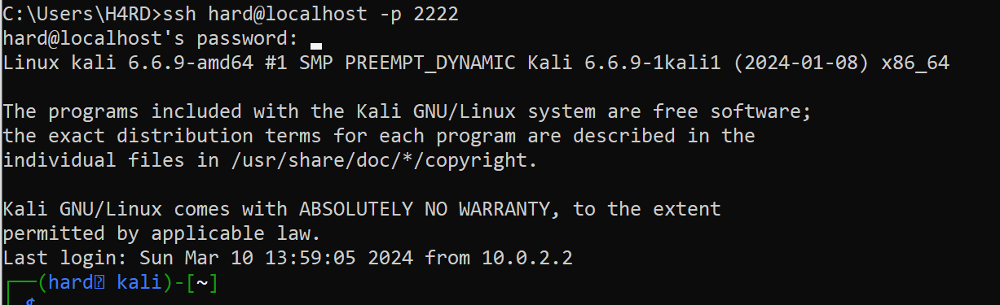 C:\Users\H4RD>ssh hard@localhost -p 2222
hard@localhost's password:
Linux kali 6.6.9-amd64 #1 SMP PREEMPT_DYNAMIC Kali 6.6.9-1kali1 (2024-01-08) x86_64
The programs included with the Kali GNU/Linux system are free software;
the exact distribution terms for each program are described in the
individual files in /usr/share/doc/*/copyright.
Kali GNU/Linux comes with ABSOLUTELY NO WARRANTY, to the extent
permitted by applicable law.
Last login: Sun Mar 10 13:59:05 2024 from 10.0.2.2
┌──(hard⍰ kali)-[~]
$